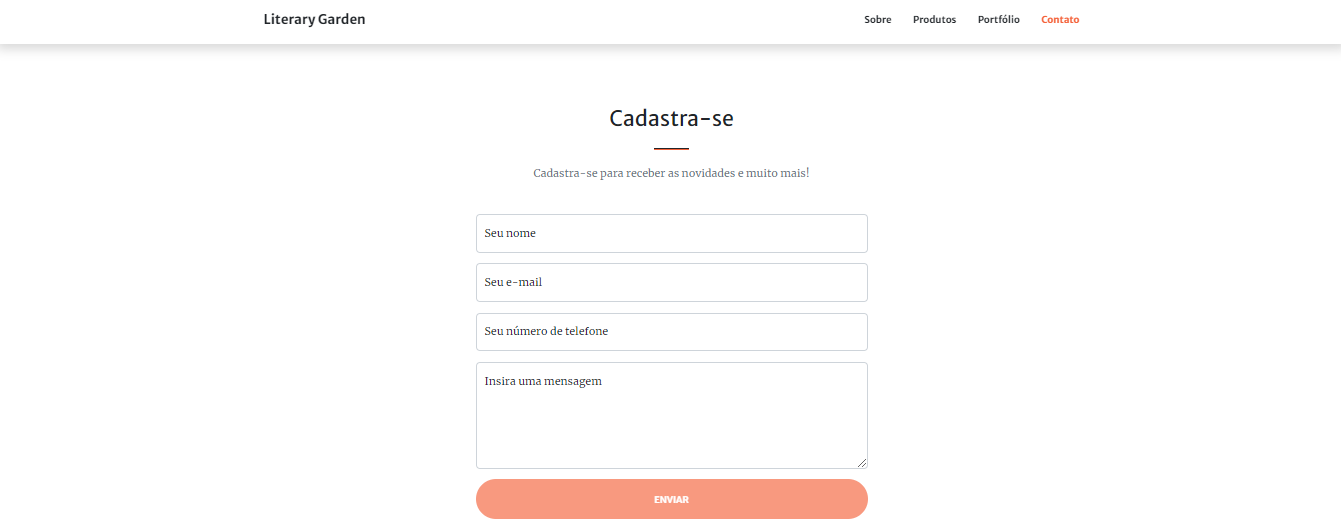 Literary Garden Sobre Produtos Portfólio Contato
Cadastra-se
Cadastra-se para receber as novidades e muito mais!
Seu nome
Seu e-mail
Seu número de telefone
Insira uma mensagem
ENVIAR